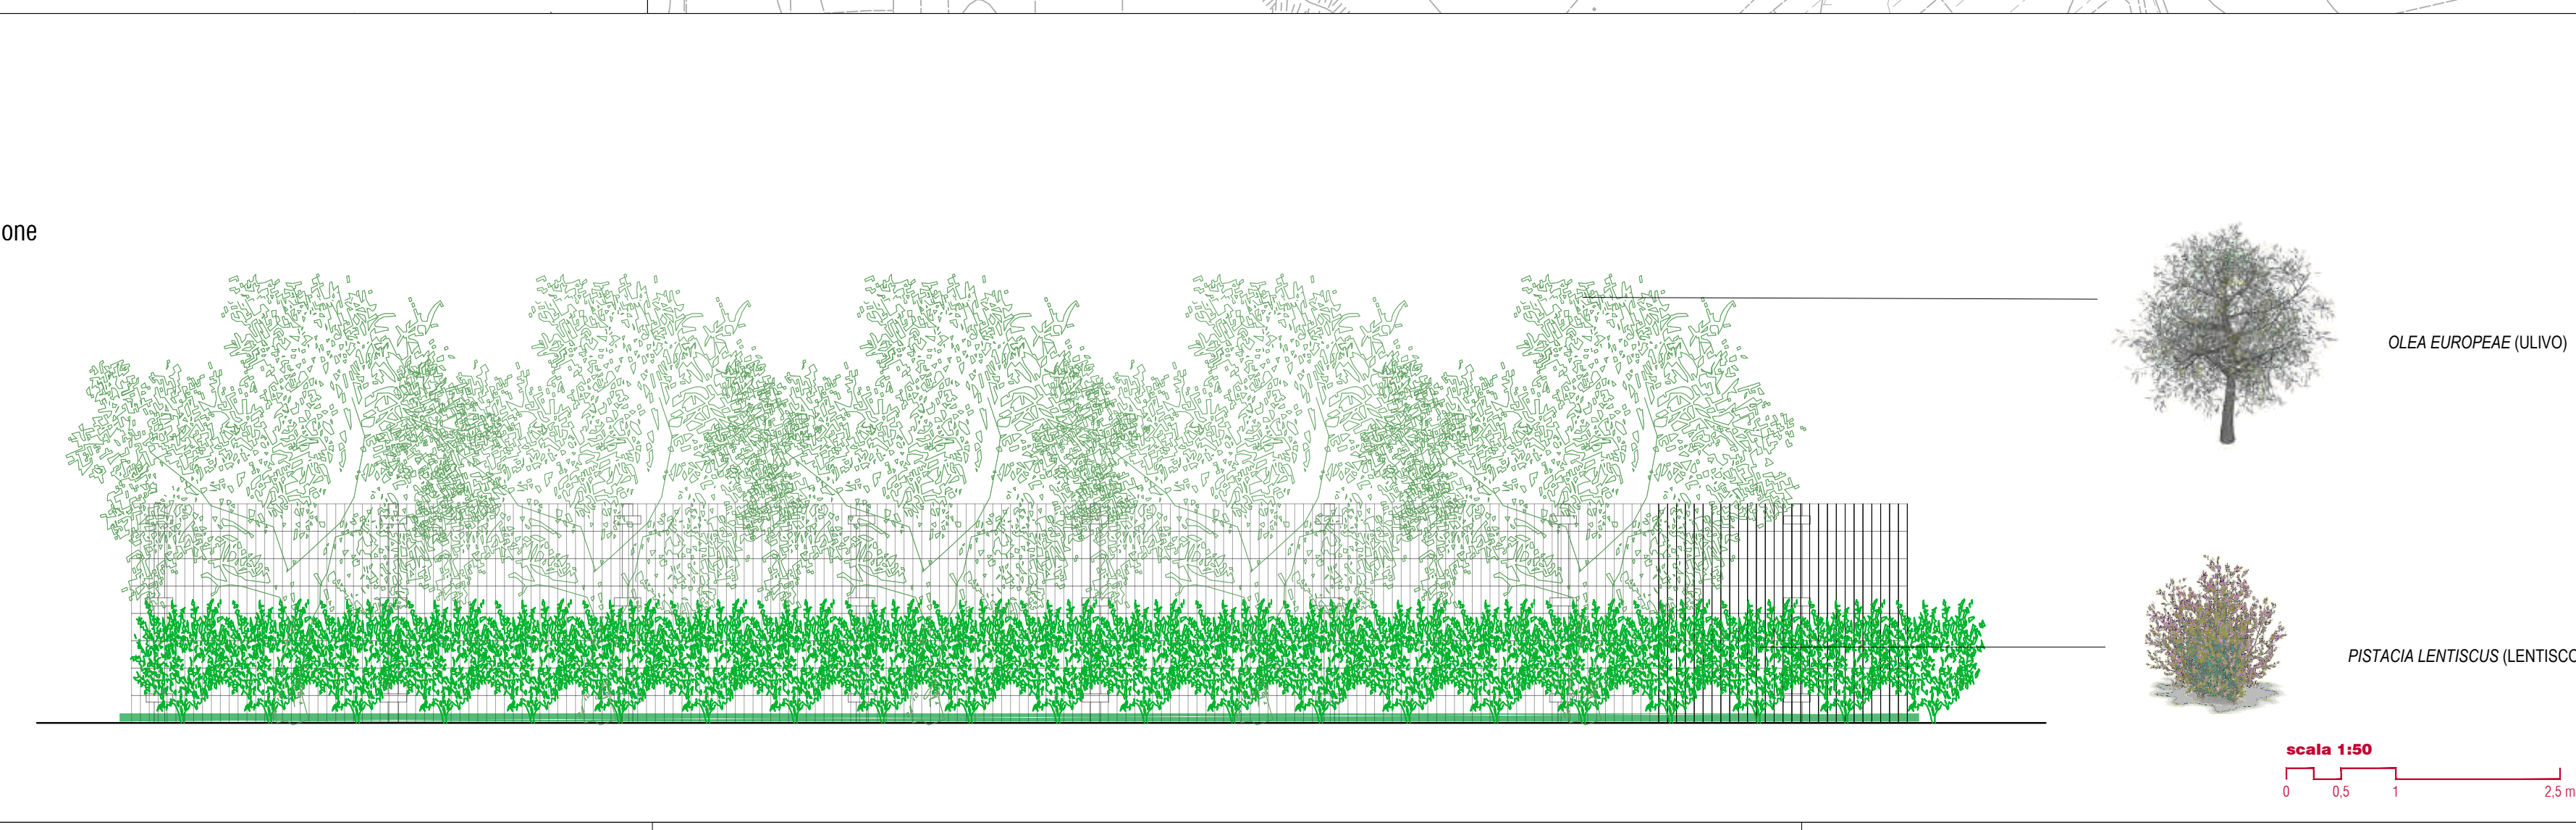 one
OLEA EUROPEAE (ULIVO)
PISTACIA LENTISCUS (LENTISCO
scala 1:50
0 0,5 1 2,5 m